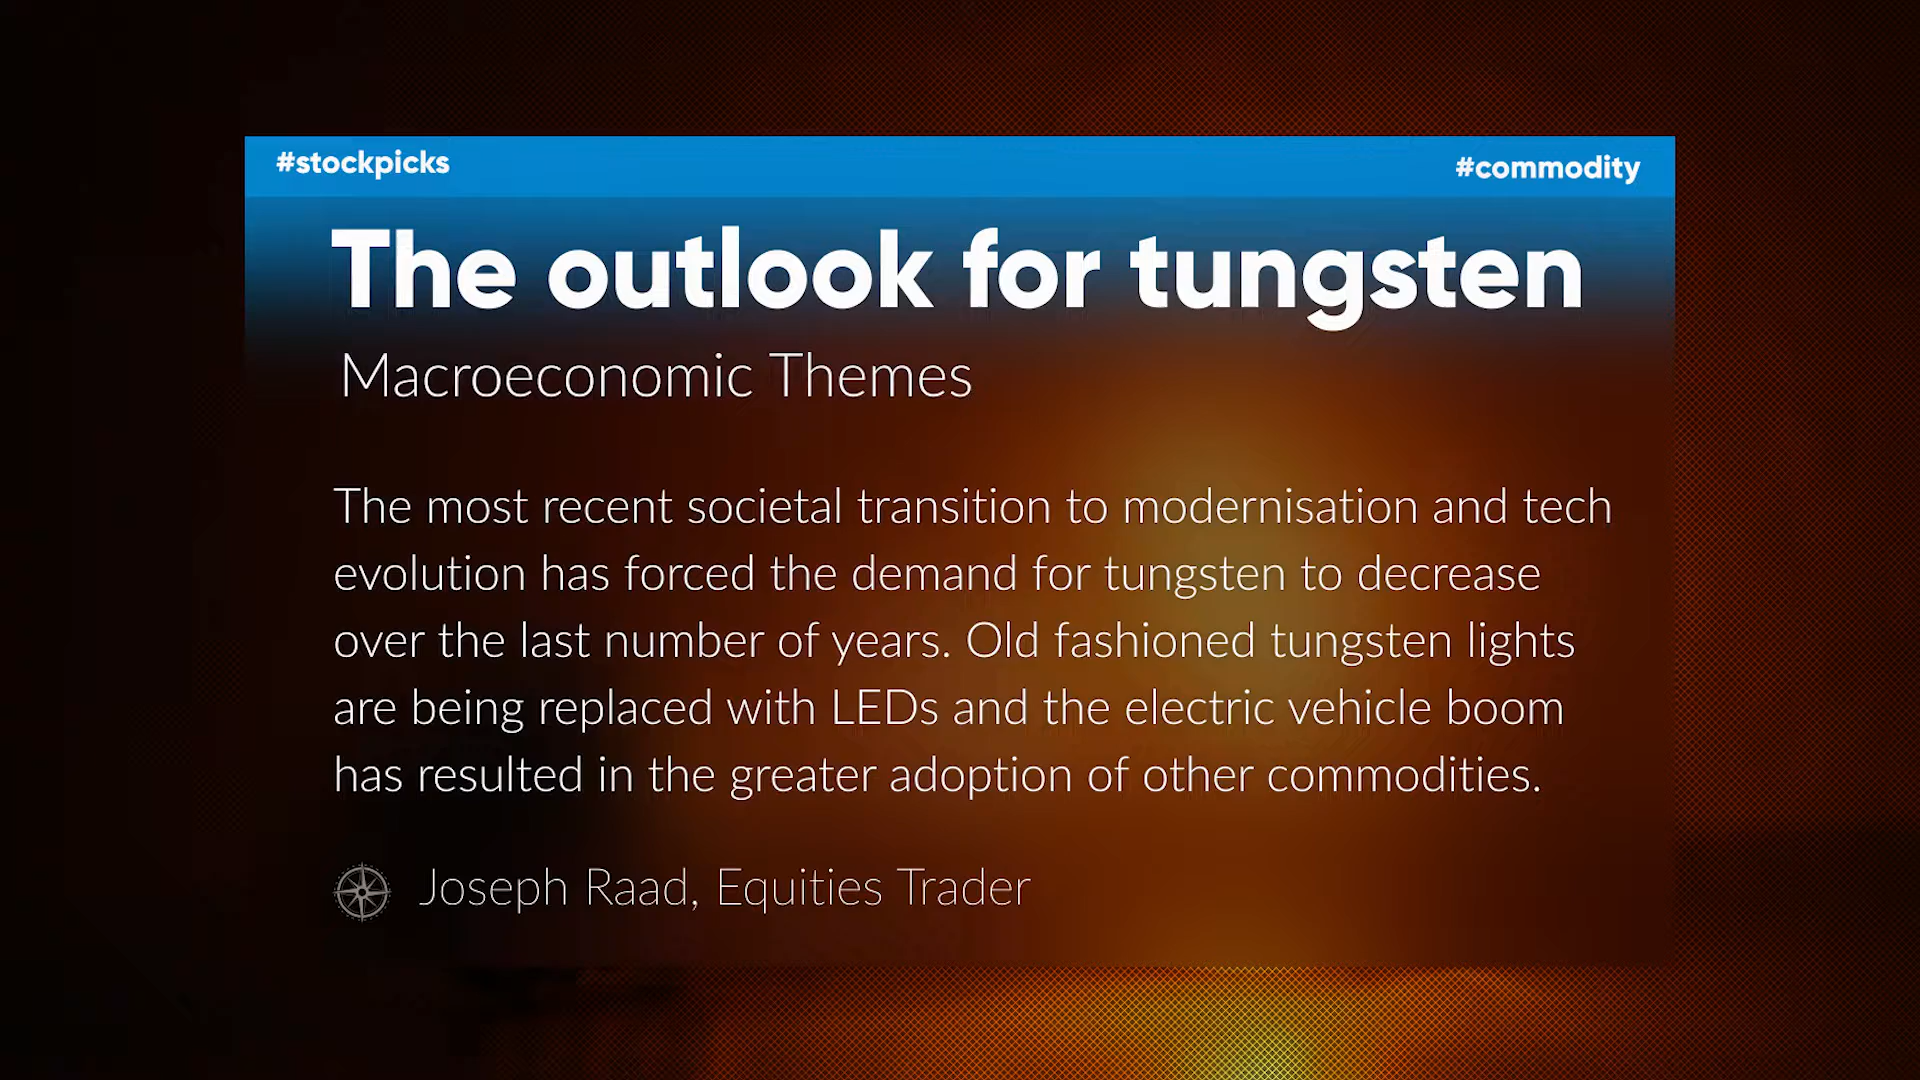 #stockpicks
#commodity
The outlook for tungsten
Macroeconomic Themes
The most recent societal transition to modernisation and tech
evolution has forced the demand for tungsten to decrease
over the last number of years. Old fashioned tungsten lights
are being replaced with LEDs and the electric vehicle boom
has resulted in the greater adoption of other commodities.
Joseph Raad, Equities Trader